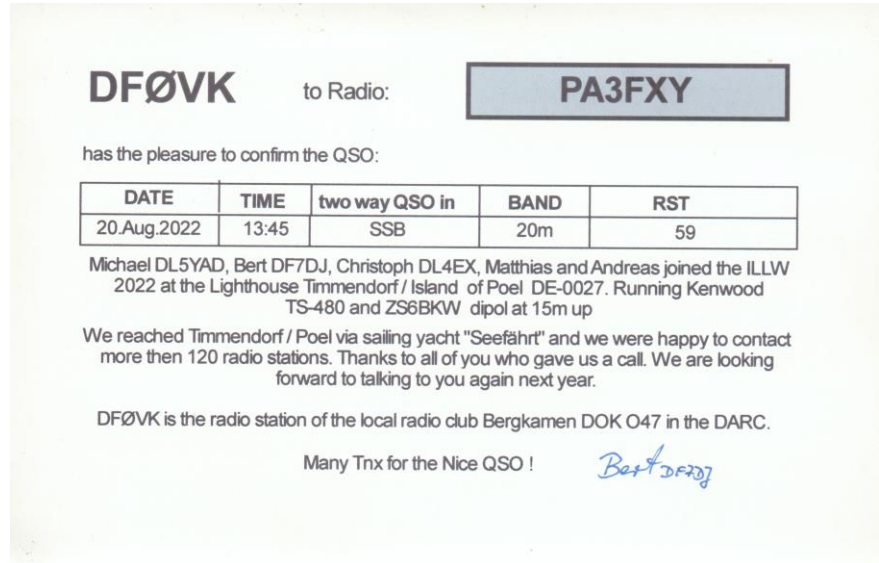 DFØVK to Radio: PA3FXY
has the pleasure to confirm the QSO:
DATE TIME two way QSO in BAND RST
20.Aug.2022 13:45 SSB 20m 59
Michael DL5YAD, Bert DF7DJ, Christoph DL4EX, Matthias and Andreas joined the ILLW
2022 at the Lighthouse Timmendorf / Island of Poel DE-0027. Running Kenwood
TS-480 and ZS6BKW dipol at 15m up
We reached Timmendorf / Poel via sailing yacht "Seefährt" and we were happy to contact
more then 120 radio stations. Thanks to all of you who gave us a call. We are looking
forward to talking to you again next year.
DFØVK is the radio station of the local radio club Bergkamen DOK O47 in the DARC.
Many Tnx for the Nice QSO ! Bert DF7DJ